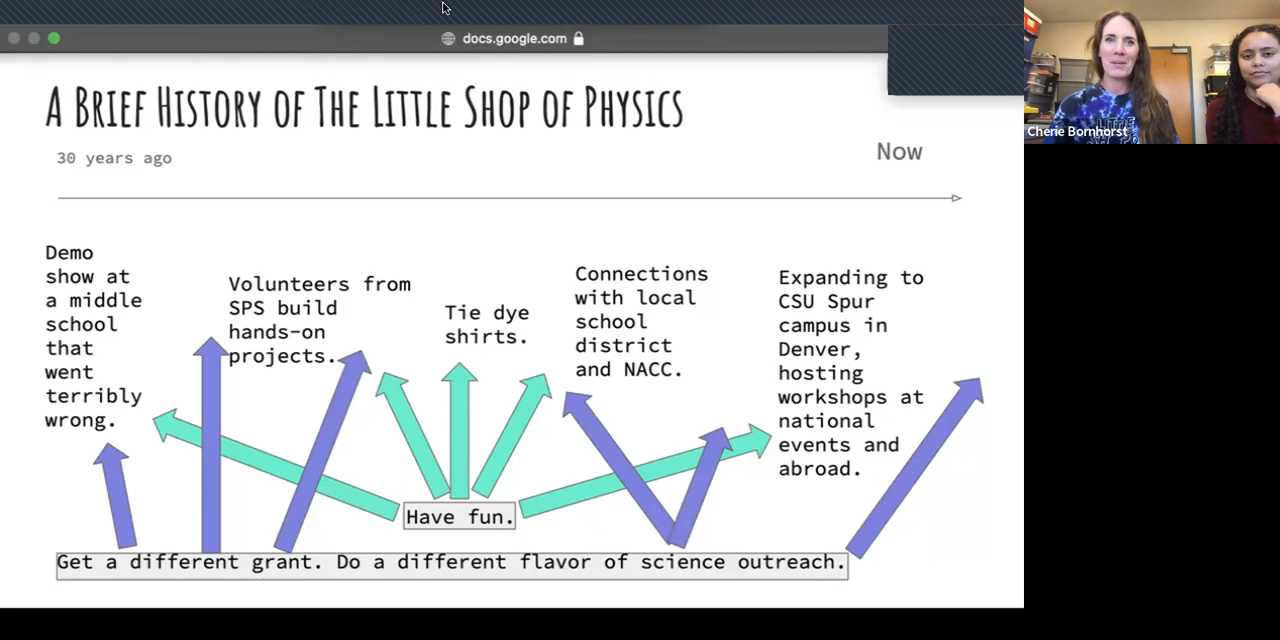 docs.google.com
A Brief History of The Little Shop of Physics
30 years ago
Now
Demo
show at
a middle
school
that
went
terribly
wrong.
Volunteers from
SPS build
hands-on
projects.
Tie dye
shirts.
Connections
with local
school
district
and NACC.
Expanding to
CSU Spur
campus in
Denver,
hosting
workshops at
national
events and
abroad.
Have fun.
Get a different grant. Do a different flavor of science outreach.
Cherie Bornhorst
LITTLE